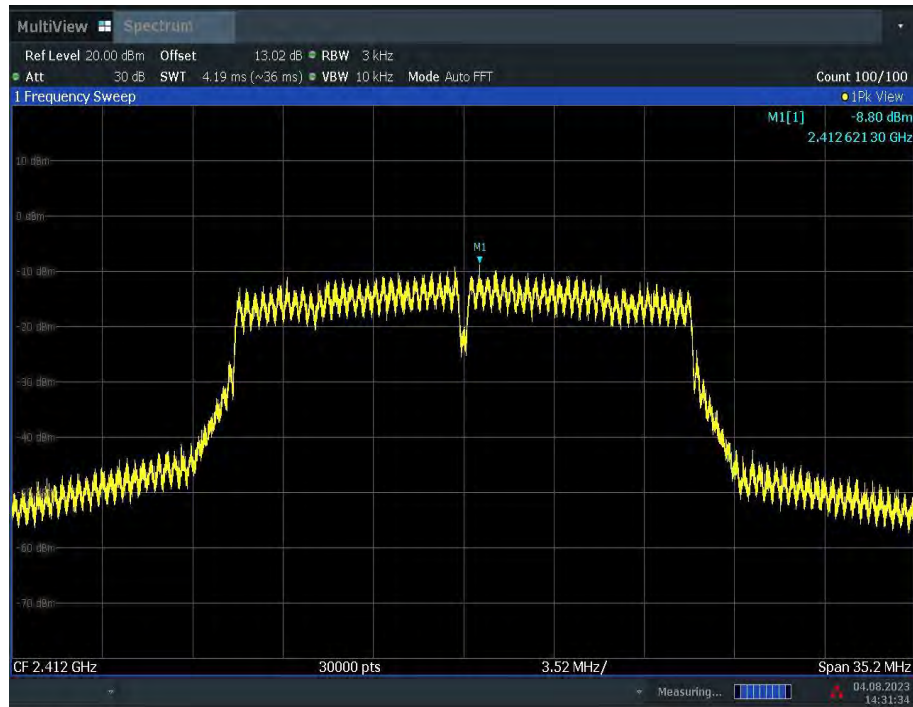 MultiView Spectrum
Ref Level 20.00 dBm Offset 13.02 dB RBW 3 kHz
Att 30 dB SWT 4.19 ms (~36 ms) VBW 10 kHz Mode Auto FFT Count 100/100
1 Frequency Sweep 1Pk View
M1[1] -8.80 dBm
2.412 621 30 GHz
10 dBm
0 dBm
M1
-10 dBm
-20 dBm
-30 dBm
-40 dBm
-60 dBm
-70 dBm
CF 2.412 GHz 30000 pts 3.52 MHz/ Span 35.2 MHz
Measuring... 04.08.2023
14:31:34